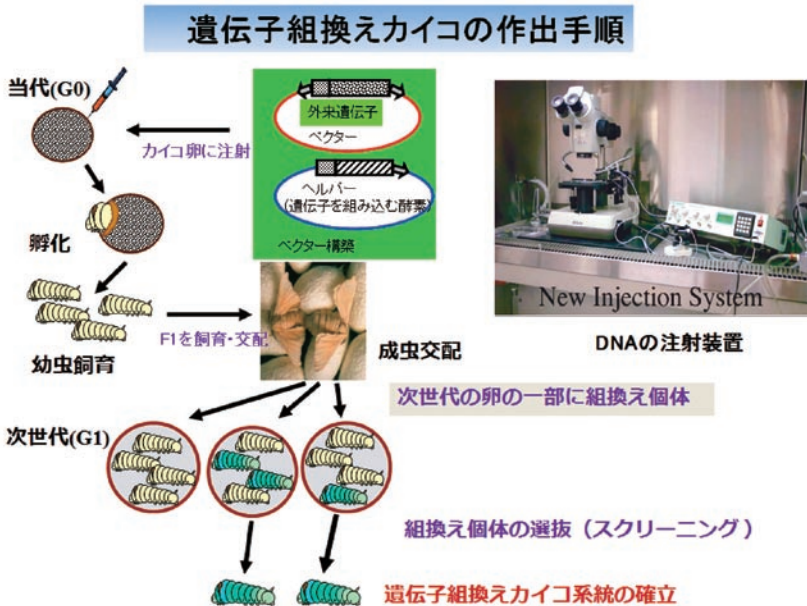 遺伝子組換えカイコの作出手順
当代(G0)
外来遺伝子
ベクター
カイコ卵に注射
ヘルパー
(遺伝子を組み込む酵素)
ベクター構築
孵化
New Injection System
DNAの注射装置
F1を飼育・交配
幼虫飼育
成虫交配
次世代の卵の一部に組換え個体
次世代(G1)
組換え個体の選抜(スクリーニング)
遺伝子組換えカイコ系統の確立